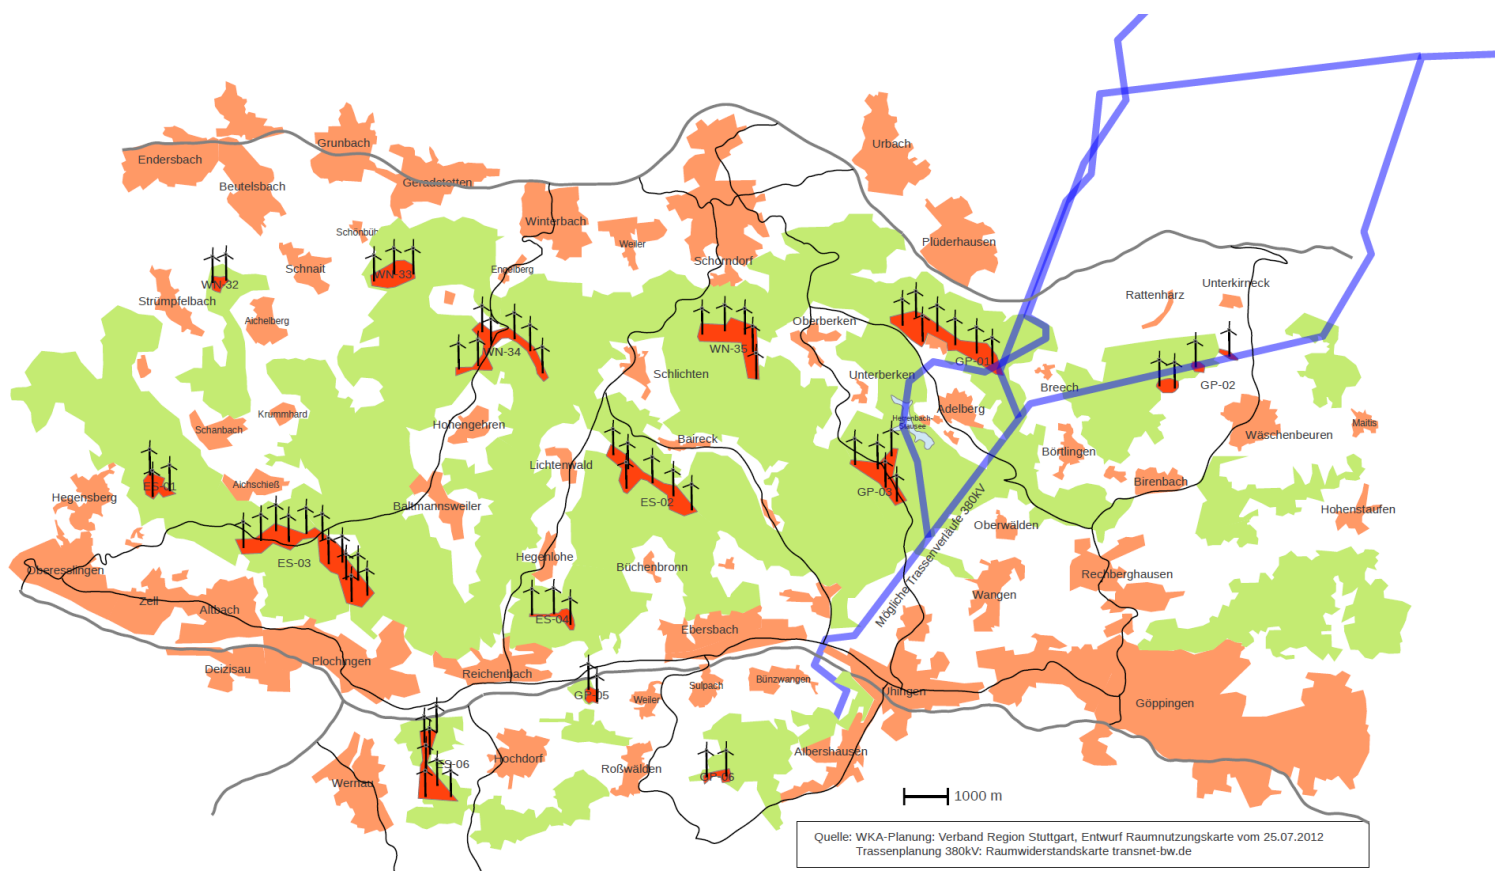 Urbach
Grunbach
Endersbach
Geradstetten
Beutelsbach
Winterbach
Schönbühl
Weiler
Plüderhausen
Schorndorf
Schnait
Engelberg
WN-33
WN-32
Unterkirneck
Rattenharz
Strümpfelbach
Aichelberg
Oberberken
WN-34
WN-35
GP-01
Schlichten
Unterberken
Breech
GP-02
Krummhard
Adelberg
Herrenbach-
Stausee
Maitis
Hohengehren
Schanbach
Baireck
Wäschenbeuren
Börtlingen
Lichtenwald
Birenbach
Aichschieß
ES-01
Hegensberg
GP-03
ES-02
Baltmannsweiler
Hohenstaufen
Oberwälden
Mögliche Trassenverläufe 380kV
Hegenlohe
ES-03
Büchenbronn
Oberesslingen
Rechberghausen
Wangen
Zell
Altbach
ES-04
Ebersbach
Plochingen
Deizisau
Reichenbach
Bünzwangen
Sulpach
GP-05
Weiler
Uhingen
Göppingen
Albershausen
Hochdorf
ES-06
Roßwälden
GP-06
Wernau
1000 m
Quelle: WKA-Planung: Verband Region Stuttgart, Entwurf Raumnutzungskarte vom 25.07.2012
Trassenplanung 380kV: Raumwiderstandskarte transnet-bw.de